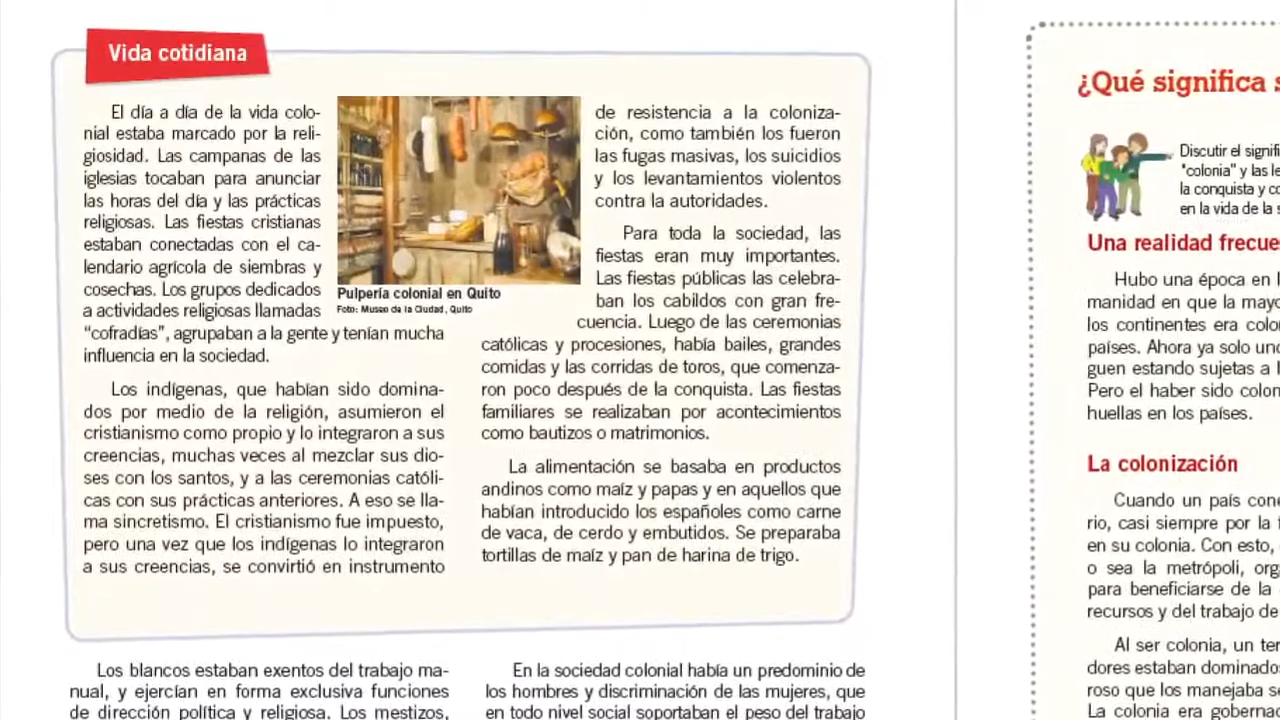 Vida cotidiana
El día a día de la vida colo-
nial estaba marcado por la reli-
giosidad. Las campanas de las
iglesias tocaban para anunciar
las horas del día y las prácticas
religiosas. Las fiestas cristianas
estaban conectadas con el ca-
lendario agrícola de siembras y
cosechas. Los grupos dedicados
a actividades religiosas llamadas
“cofradías”, agrupaban a la gente y tenían mucha
influencia en la sociedad.
Los indígenas, que habían sido domina-
dos por medio de la religión, asumieron el
cristianismo como propio y lo integraron a sus
creencias, muchas veces al mezclar sus dio-
ses con los santos, y a las ceremonias católi-
cas con sus prácticas anteriores. A eso se lla-
ma sincretismo. El cristianismo fue impuesto,
pero una vez que los indígenas lo integraron
a sus creencias, se convirtió en instrumento
Pulpería colonial en Quito
Foto: Museo de la Ciudad, Quito
de resistencia a la coloniza-
ción, como también los fueron
las fugas masivas, los suicidios
y los levantamientos violentos
contra la autoridades.
Para toda la sociedad, las
fiestas eran muy importantes.
Las fiestas públicas las celebra-
ban los cabildos con gran fre-
cuencia. Luego de las ceremonias
católicas y procesiones, había bailes, grandes
comidas y las corridas de toros, que comenza-
ron poco después de la conquista. Las fiestas
familiares se realizaban por acontecimientos
como bautizos o matrimonios.
La alimentación se basaba en productos
andinos como maíz y papas y en aquellos que
habían introducido los españoles como carne
de vaca, de cerdo y embutidos. Se preparaba
tortillas de maíz y pan de harina de trigo.
Los blancos estaban exentos del trabajo ma-
nual, y ejercían en forma exclusiva funciones
de dirección política y religiosa. Los mestizos,
En la sociedad colonial había un predominio de
los hombres y discriminación de las mujeres, que
en todo nivel social soportaban el peso del trabajo
¿Qué significa
Discutir el
"colonia" y las
la conquista y
en la vida de la
Una realidad
Hubo una época en
manidad en que la
los continentes era
países. Ahora ya solo
guen estando sujetas a
Pero el haber sido
huellas en los países.
La colonización
Cuando un país
rio, casi siempre por la
en su colonia. Con esto,
o sea la metrópoli,
para beneficiarse de la
recursos y del trabajo de
Al ser colonia, un
dores estaban
roso que los manejaba
La colonia era